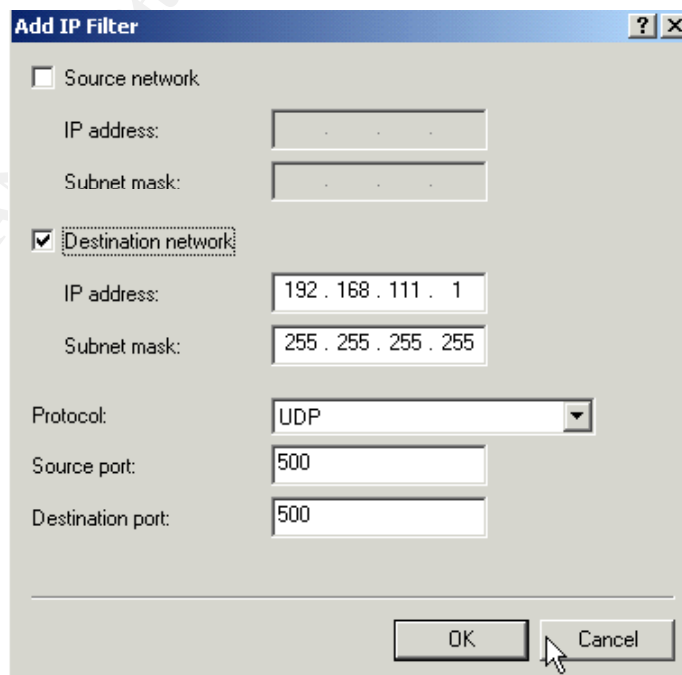 Add IP Filter
Source network
IP address: . . .
Subnet mask: . . .
Destination network
IP address: 192 . 168 . 111 . 1
Subnet mask: 255 . 255 . 255 . 255
Protocol: UDP
Source port: 500
Destination port: 500
OK Cancel